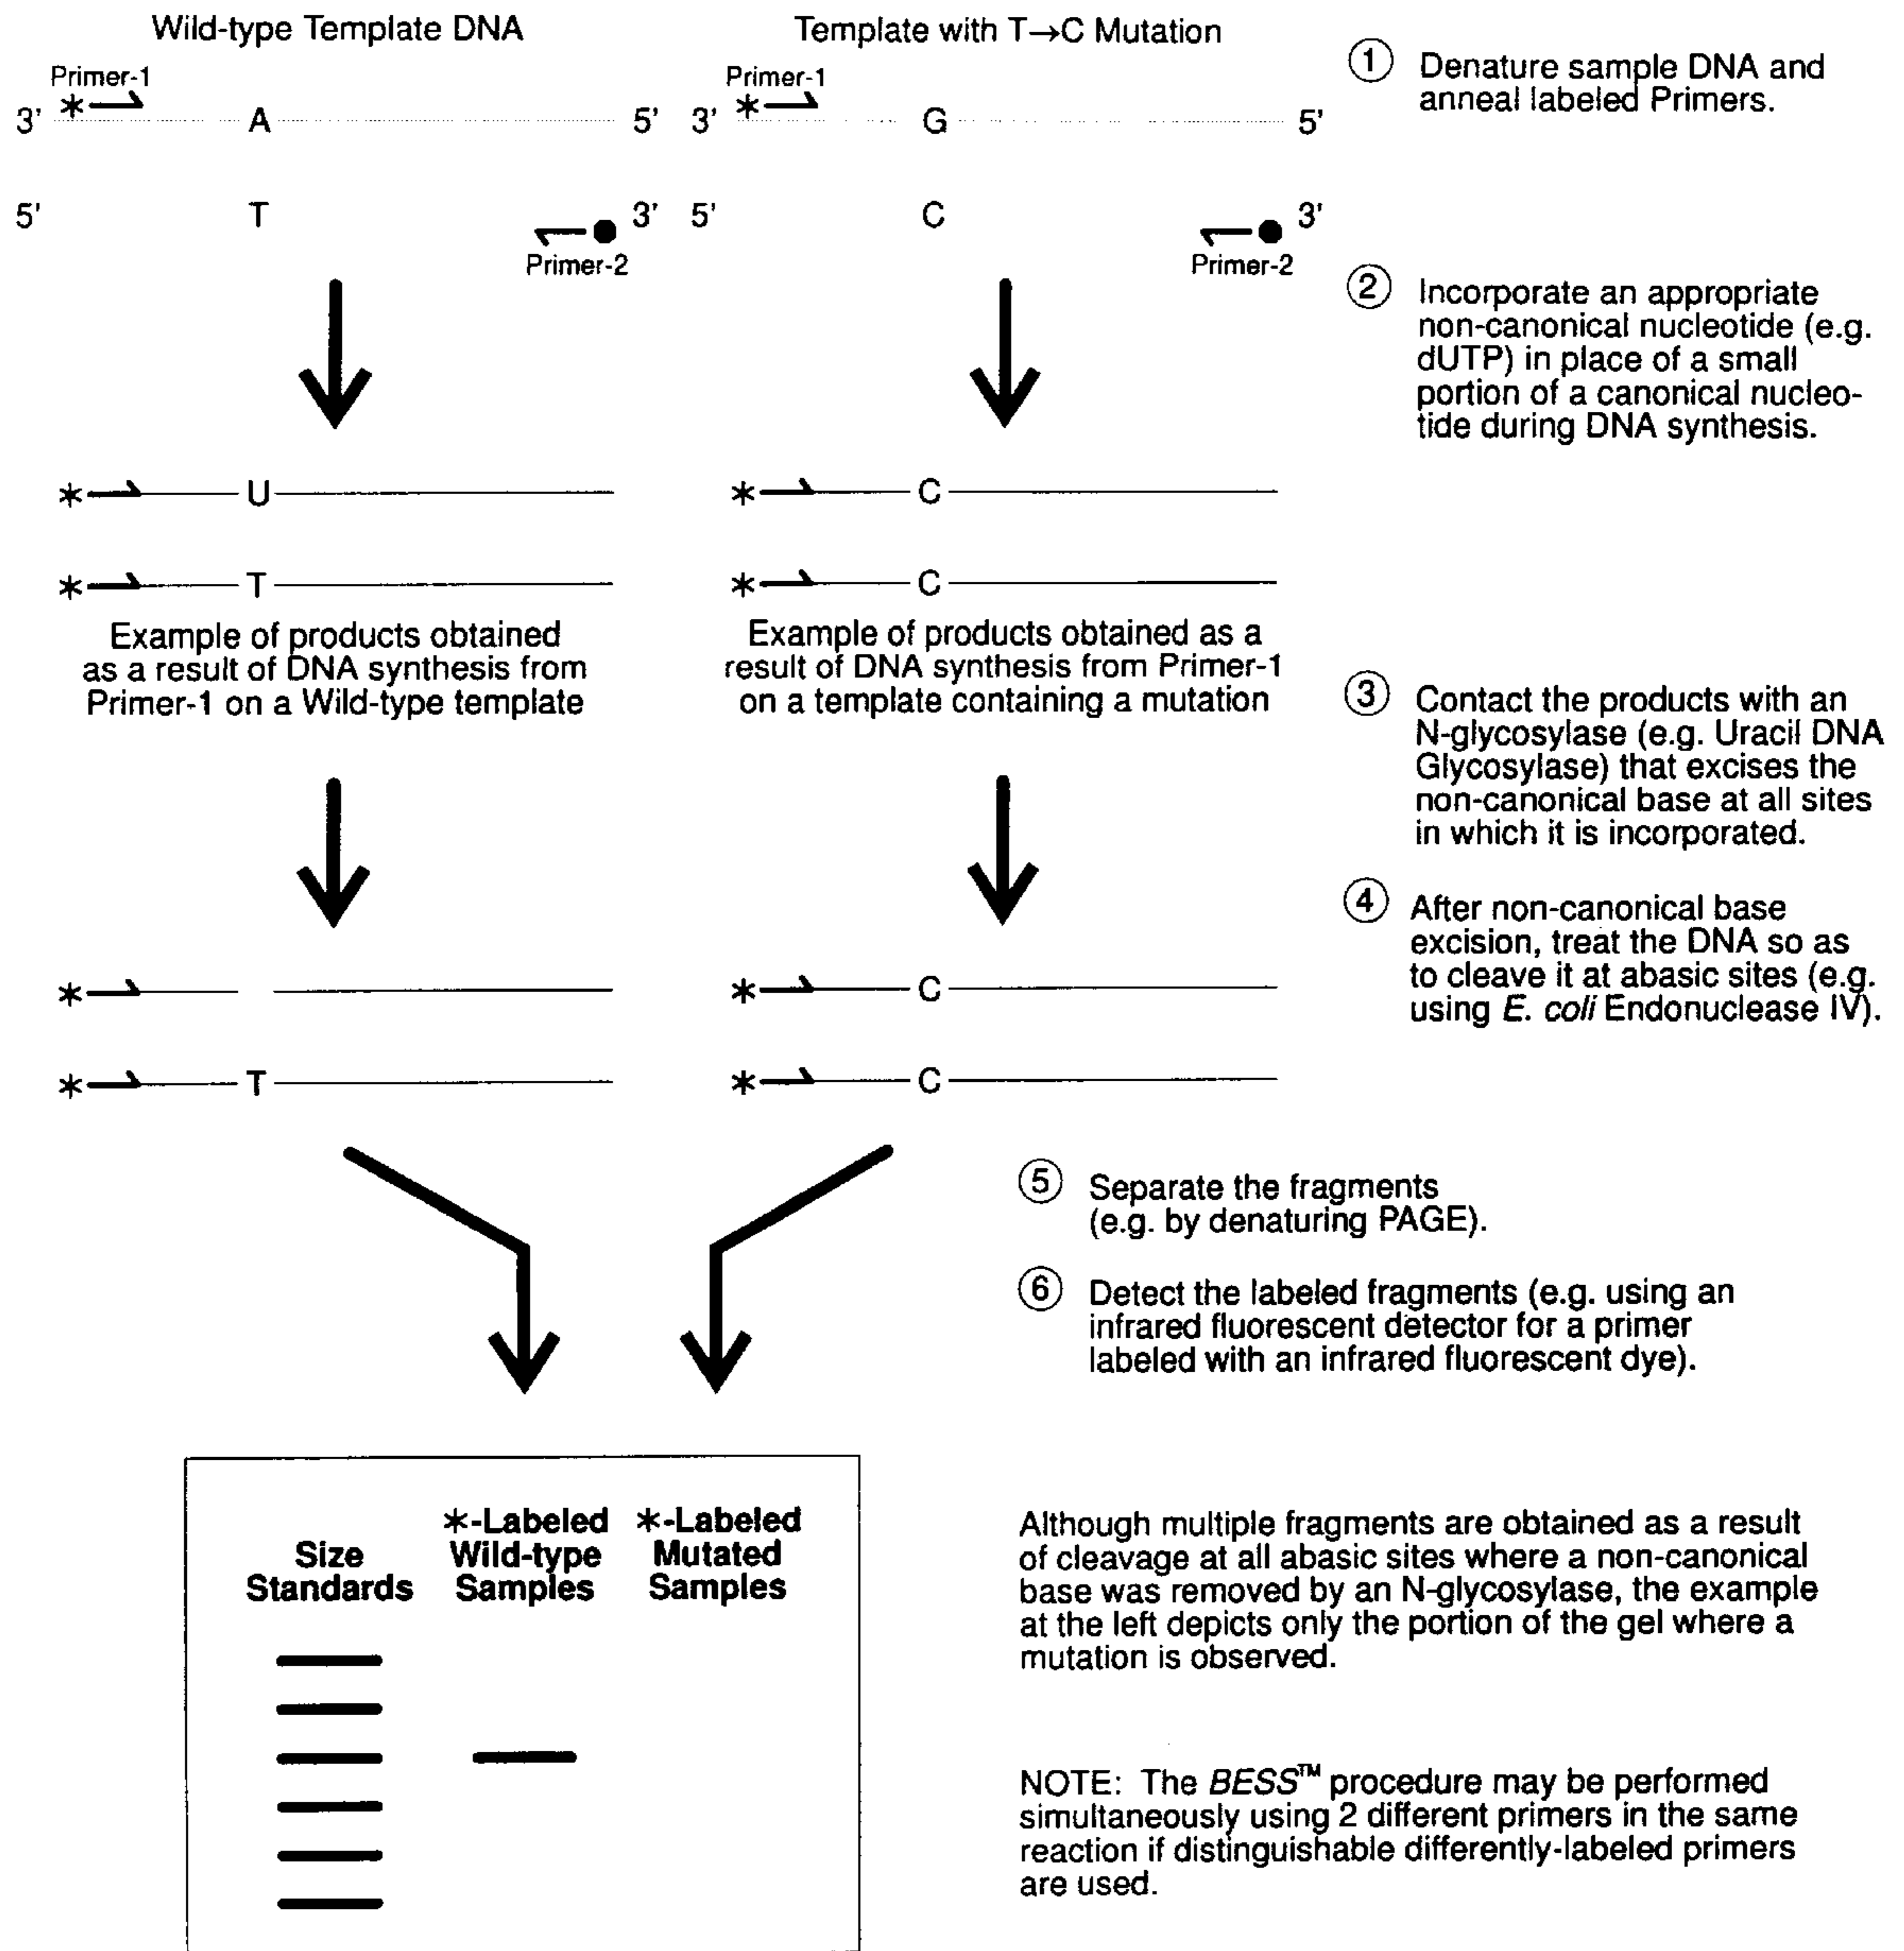 Wild-type Template DNA
Template with T→C Mutation
Primer-1
3' * A 5'
5' T 3'
Primer-2
Primer-1
3' * G 5'
5' C 3'
Primer-2
① Denature sample DNA and
anneal labeled Primers.
② Incorporate an appropriate
non-canonical nucleotide (e.g.
dUTP) in place of a small
portion of a canonical nucleo-
tide during DNA synthesis.
* U
* T
Example of products obtained
as a result of DNA synthesis from
Primer-1 on a Wild-type template
* C
* C
Example of products obtained as a
result of DNA synthesis from Primer-1
on a template containing a mutation
③ Contact the products with an
N-glycosylase (e.g. Uracil DNA
Glycosylase) that excises the
non-canonical base at all sites
in which it is incorporated.
④ After non-canonical base
excision, treat the DNA so as
to cleave it at abasic sites (e.g.
using E. coli Endonuclease IV).
*
* T
* C
* C
⑤ Separate the fragments
(e.g. by denaturing PAGE).
⑥ Detect the labeled fragments (e.g. using an
infrared fluorescent detector for a primer
labeled with an infrared fluorescent dye).
Size
Standards
*-Labeled
Wild-type
Samples
*-Labeled
Mutated
Samples
Although multiple fragments are obtained as a result
of cleavage at all abasic sites where a non-canonical
base was removed by an N-glycosylase, the example
at the left depicts only the portion of the gel where a
mutation is observed.
NOTE: The BESS™ procedure may be performed
simultaneously using 2 different primers in the same
reaction if distinguishable differently-labeled primers
are used.